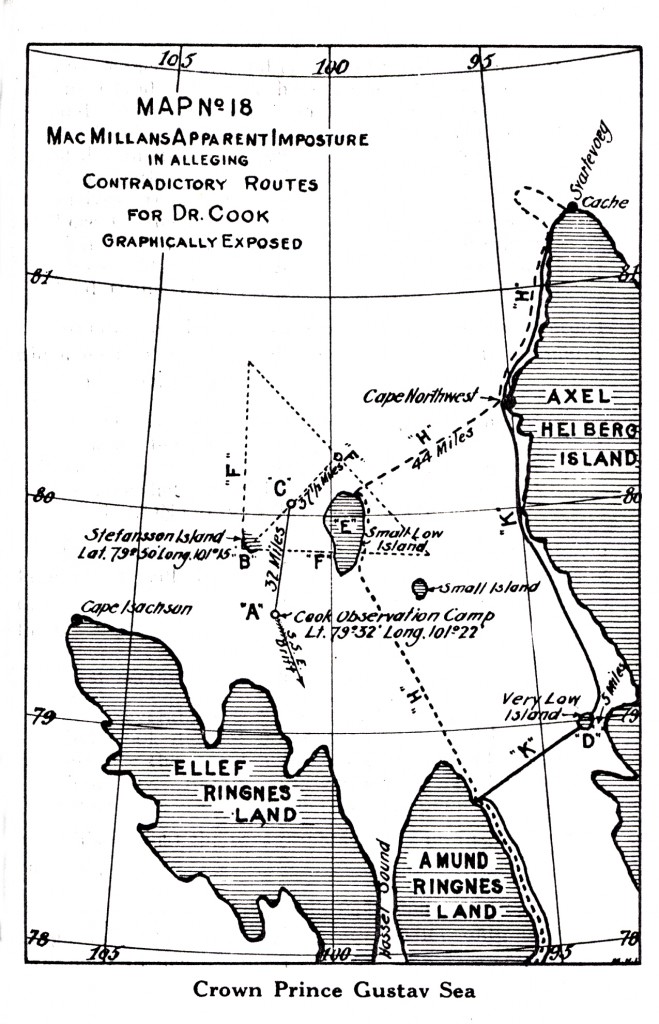 105
100
95
MAP No 18
MACMILLANS APPARENT IMPOSTURE
IN ALLEGING
CONTRADICTORY ROUTES
FOR DR. COOK
GRAPHICALLY EXPOSED
Svartevoeg
Cache
81
81
"H"
Cape Northwest
AXEL
HEIBERG
ISLAND
"H"
44 Miles
"F"
F
"C"
37½ Miles
80
80
"E"
"K"
Stefansson Island
Lat. 79°50' Long. 101°15'
B
32 Miles
"F"
Small Low
Island
Small Island
Cape Isachson
"A"
Cook Observation Camp
Lt. 79°32' Long. 101°22'
S.S.E.
Drift
"H"
5 Miles
79
79
Very Low
Island
"D"
"K"
ELLEF
RINGNES
LAND
AMUND
RINGNES
LAND
Hassel Sound
78
78
105
100
95
Crown Prince Gustav Sea